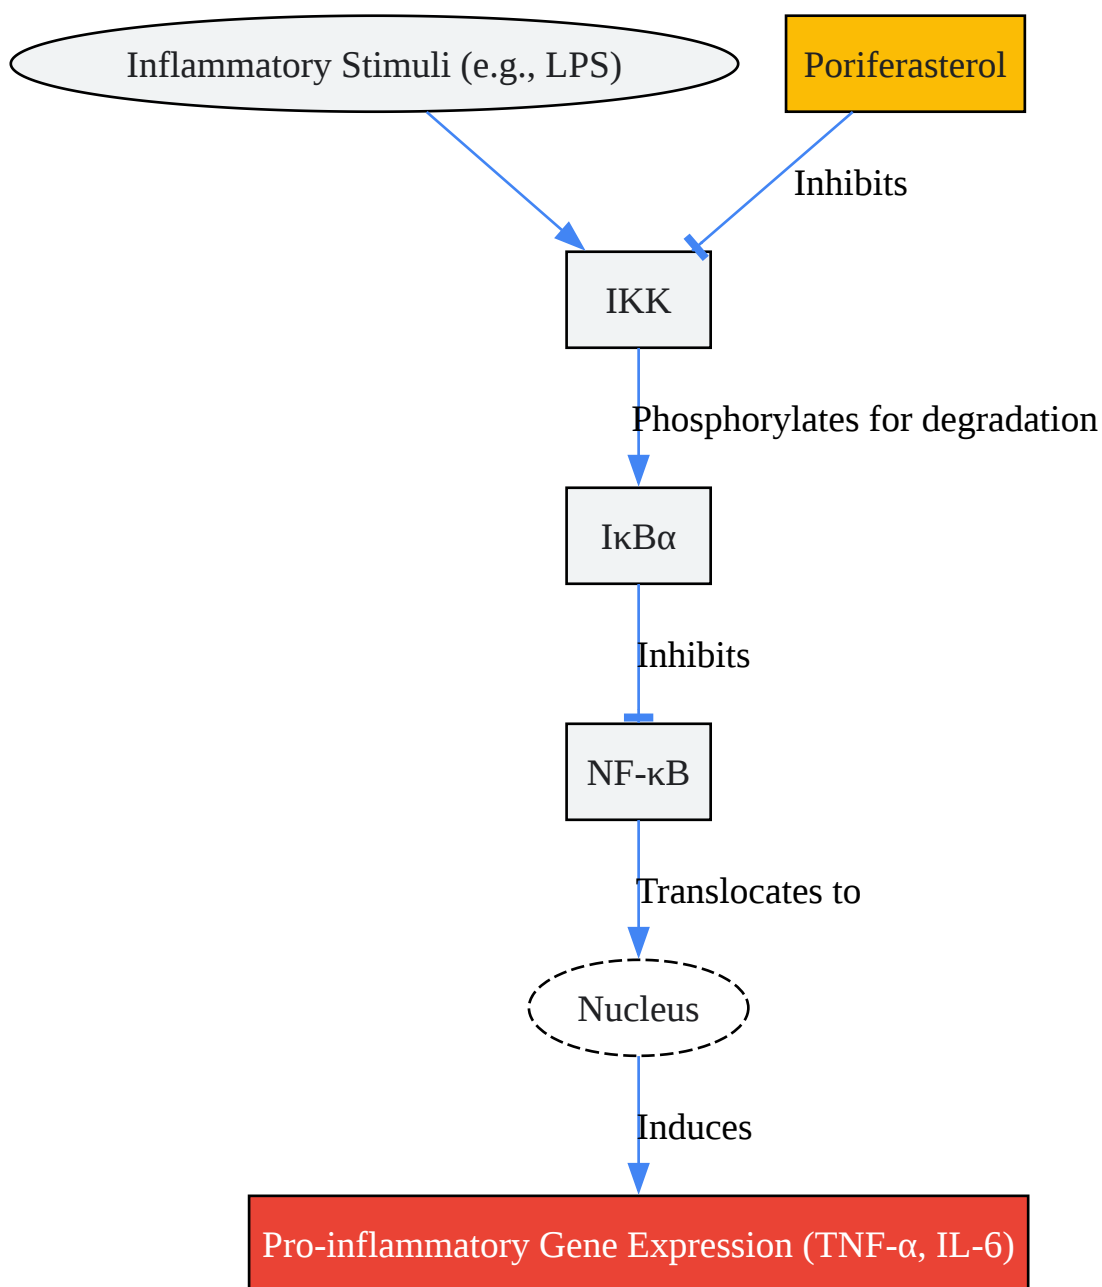 Inflammatory Stimuli (e.g., LPS)
Poriferasterol
Inhibits
IKK
Phosphorylates for degradation
IκBα
Inhibits
NF-κB
Translocates to
Nucleus
Induces
Pro-inflammatory Gene Expression (TNF-α, IL-6)